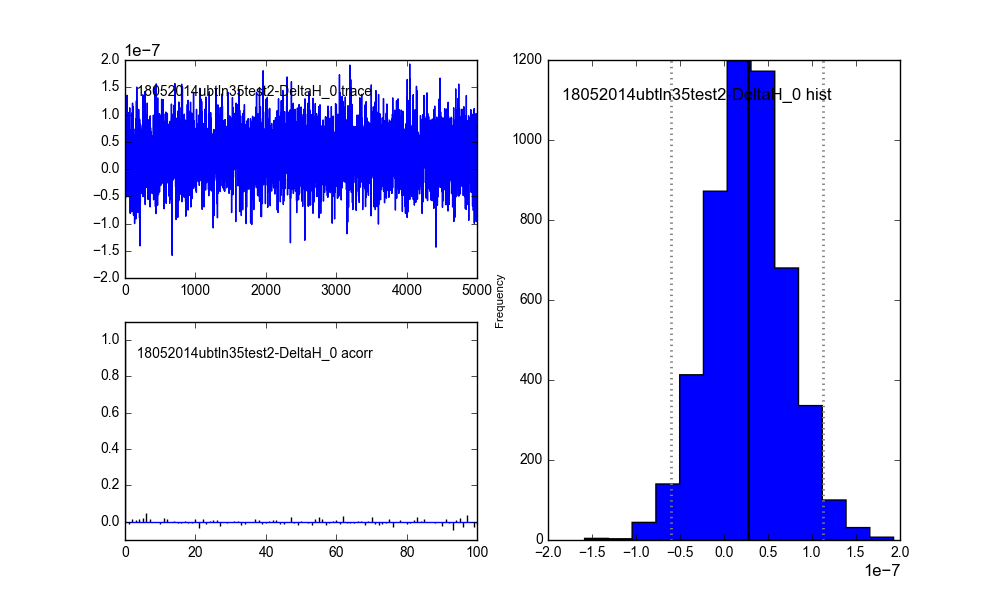 1e−7
2.0
1.5
1.0
0.5
0.0
−0.5
−1.0
−1.5
−2.0
18052014ubtln35test2-DeltaH_0 trace
0 1000 2000 3000 4000 5000
1.0
0.8
0.6
0.4
0.2
0.0
18052014ubtln35test2-DeltaH_0 acorr
0 20 40 60 80 100
Frequency
1200
1000
800
600
400
200
0
18052014ubtln35test2-DeltaH_0 hist
−2.0 −1.5 −1.0 −0.5 0.0 0.5 1.0 1.5 2.0
1e−7